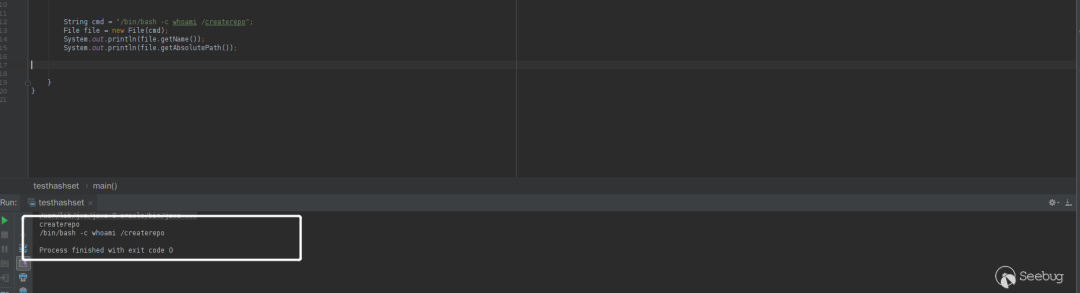 10
11
12 String cmd = "/bin/bash -c whoami /createrepo";
13 File file = new File(cmd);
14 System.out.println(file.getName());
15 System.out.println(file.getAbsolutePath());
16
17
18
19 }
20 }
21
testhashset › main()
Run: testhashset ×
createrepo
/bin/bash -c whoami /createrepo
Process finished with exit code 0
Seebug